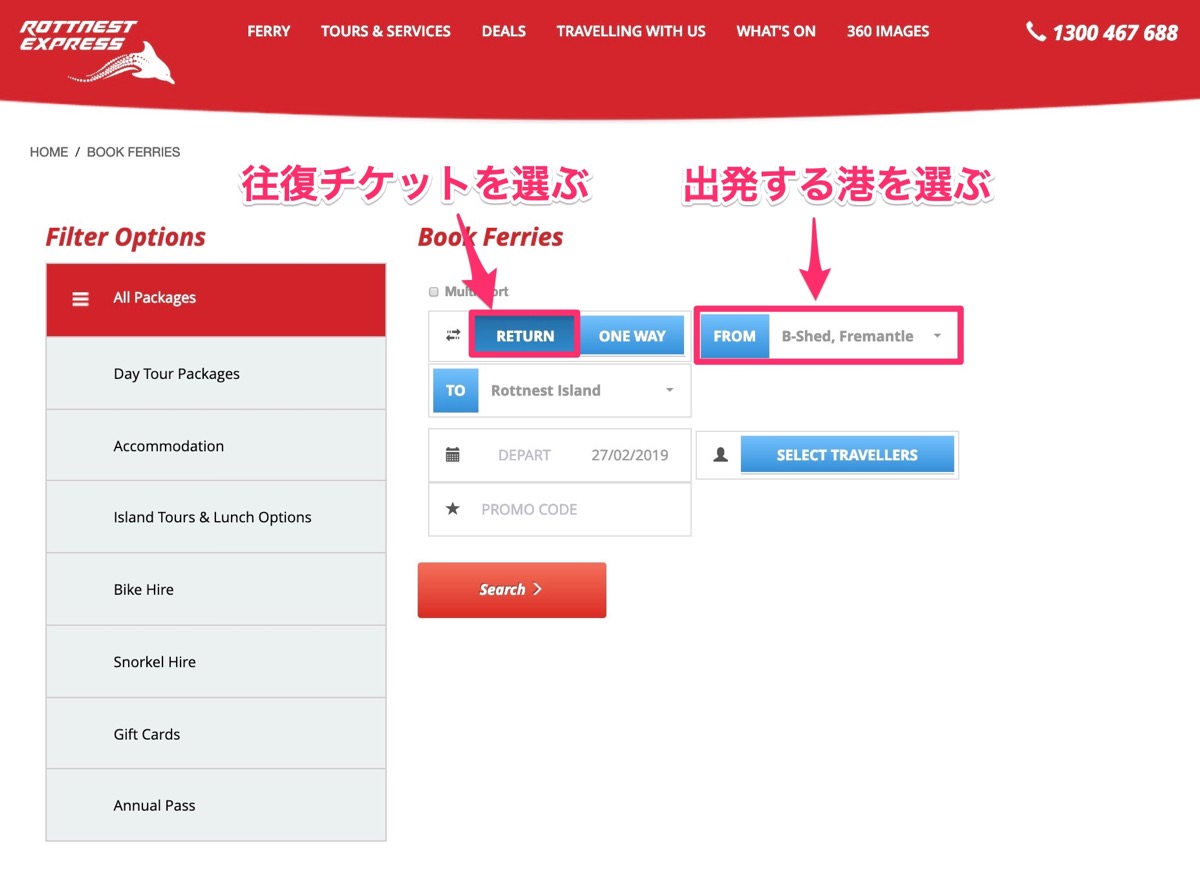 ROTTNEST
EXPRESS
FERRY TOURS & SERVICES DEALS TRAVELLING WITH US WHAT'S ON 360 IMAGES
1300 467 688
HOME / BOOK FERRIES
往復チケットを選ぶ
出発する港を選ぶ
Filter Options
All Packages
Day Tour Packages
Accommodation
Island Tours & Lunch Options
Bike Hire
Snorkel Hire
Gift Cards
Annual Pass
Book Ferries
RETURN ONE WAY FROM B-Shed, Fremantle
TO Rottnest Island
DEPART 27/02/2019 SELECT TRAVELLERS
PROMO CODE
Search